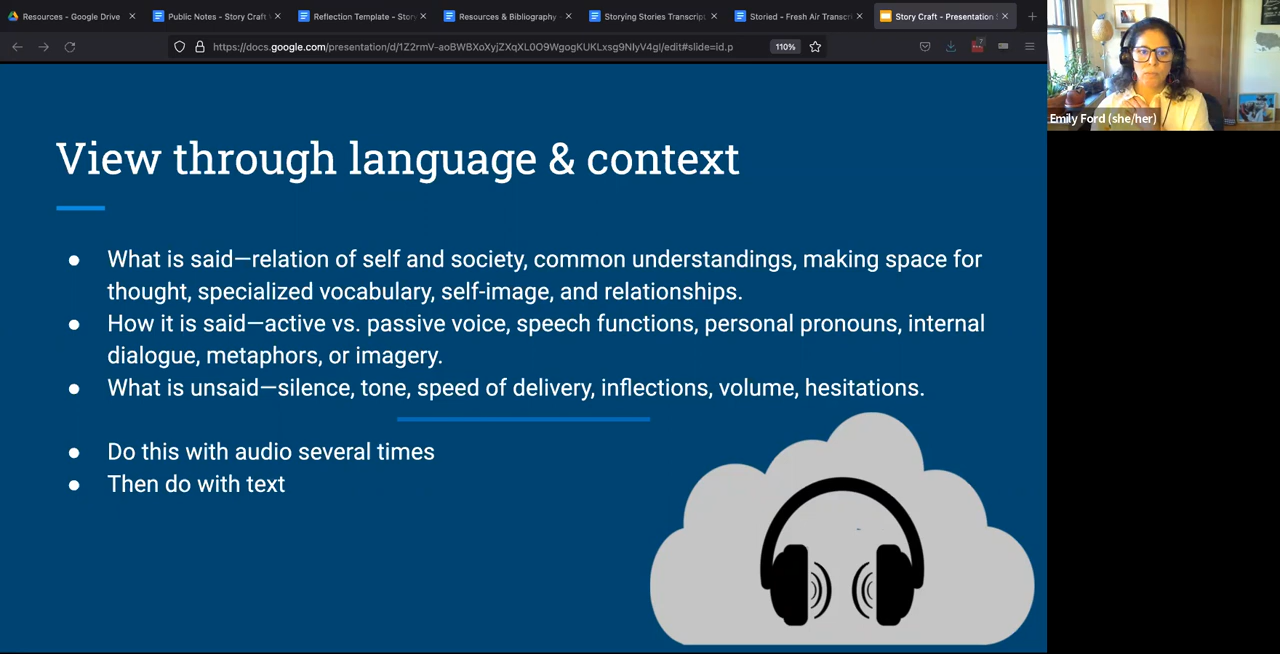 Resources - Google Drive
Public Notes - Story Craft
Reflection Template - Story
Resources & Bibliography -
Storying Stories Transcript
Storied - Fresh Air Transcr
Story Craft - Presentation S
https://docs.google.com/presentation/d/1Z2rmV-aoBWBXoXyjZXqXL0O9WgogKUKLxsg9NIyV4gI/edit#slide=id.p
110%
7
Emily Ford (she/her)
View through language & context
● What is said—relation of self and society, common understandings, making space for
thought, specialized vocabulary, self-image, and relationships.
● How it is said—active vs. passive voice, speech functions, personal pronouns, internal
dialogue, metaphors, or imagery.
● What is unsaid—silence, tone, speed of delivery, inflections, volume, hesitations.
● Do this with audio several times
● Then do with text